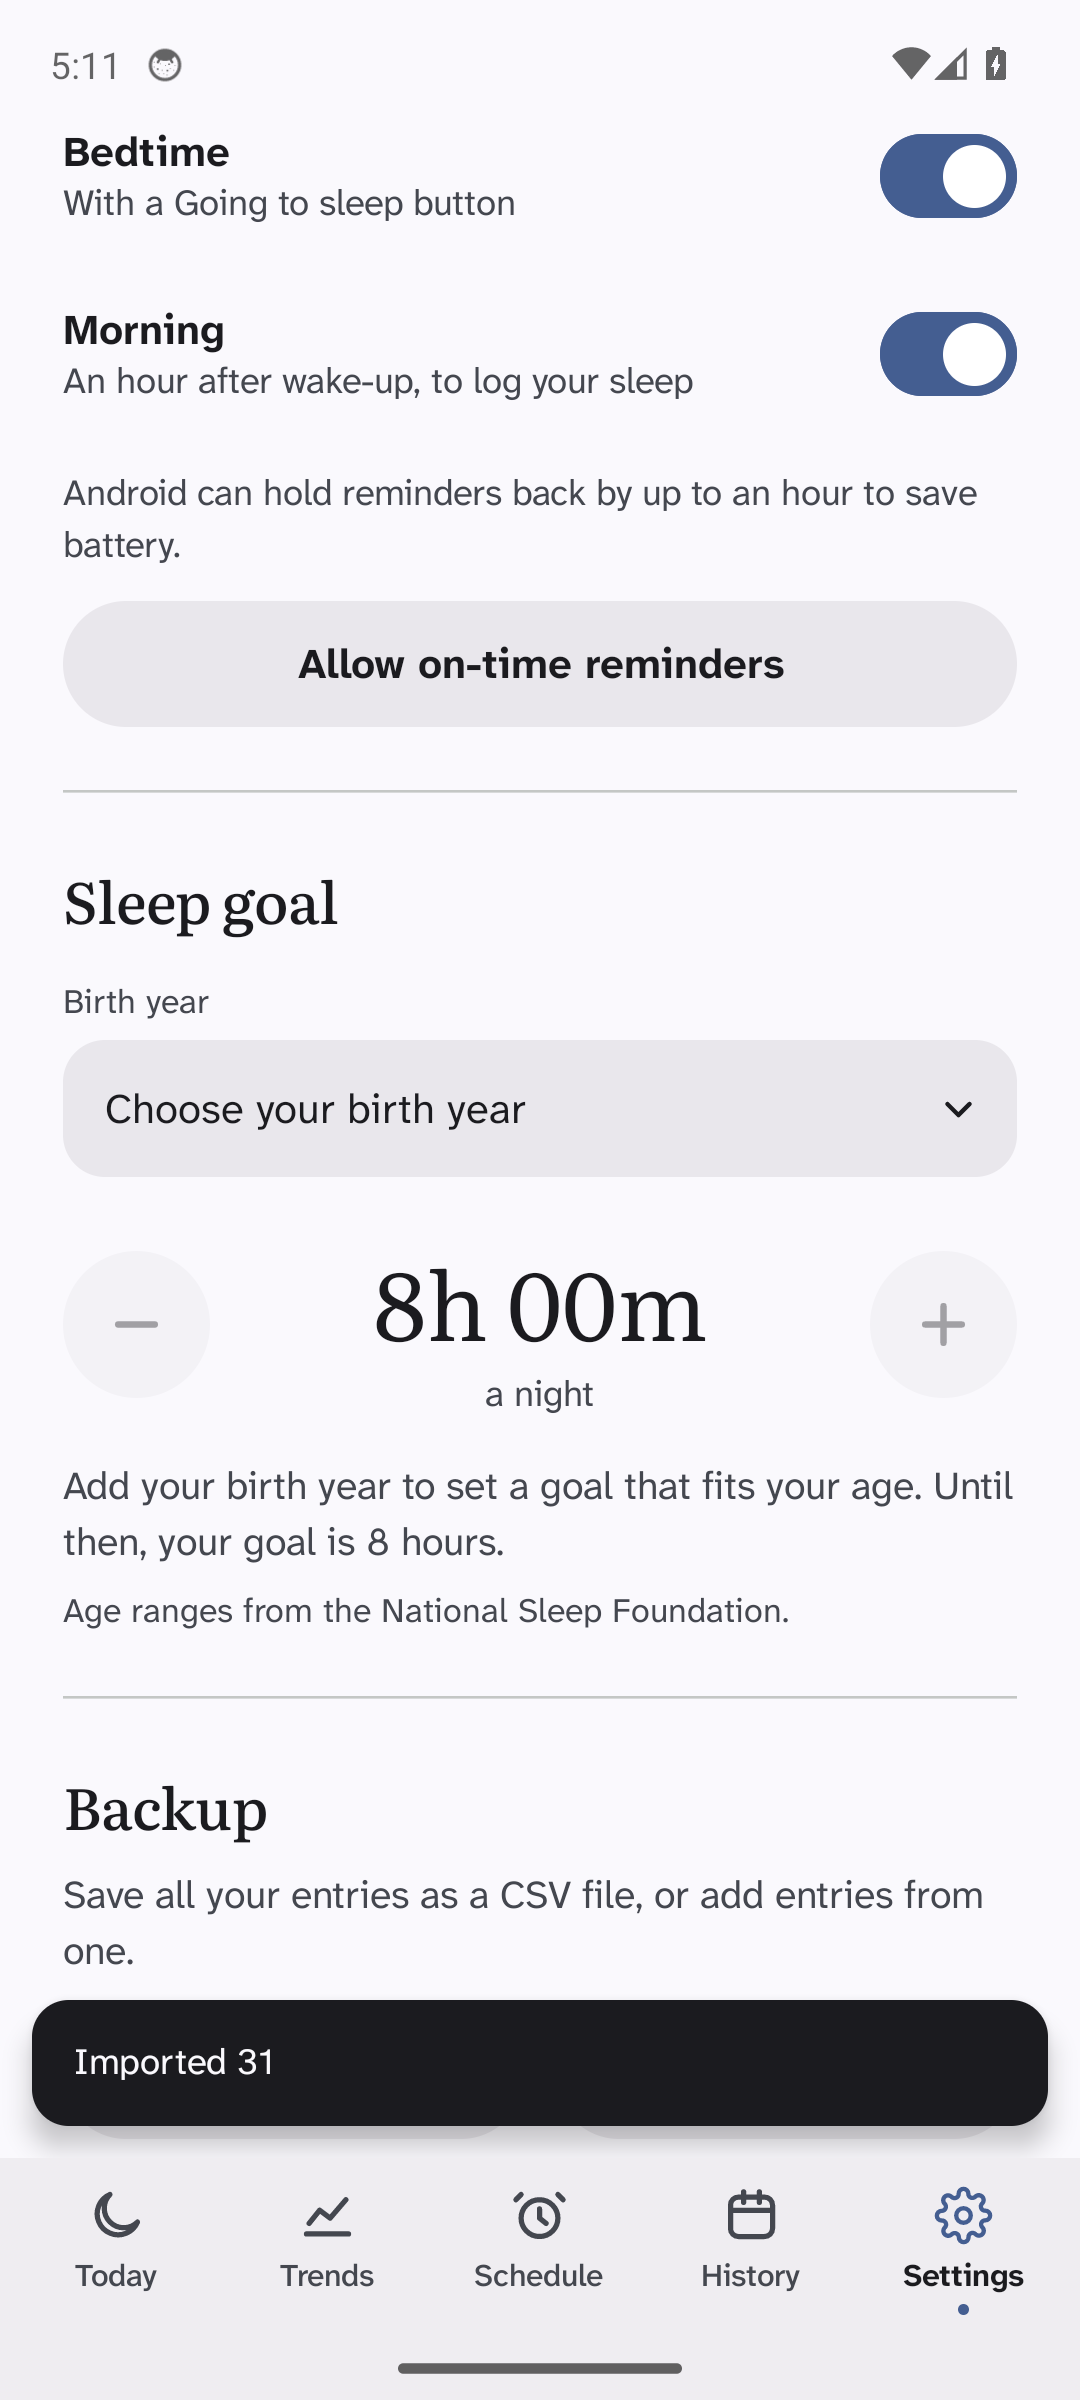 5:11
Bedtime
With a Going to sleep button
Morning
An hour after wake-up, to log your sleep
Android can hold reminders back by up to an hour to save
battery.
Allow on-time reminders
Sleep goal
Birth year
Choose your birth year
8h 00m
a night
Add your birth year to set a goal that fits your age. Until
then, your goal is 8 hours.
Age ranges from the National Sleep Foundation.
Backup
Save all your entries as a CSV file, or add entries from
one.
Imported 31
Today
Trends
Schedule
History
Settings